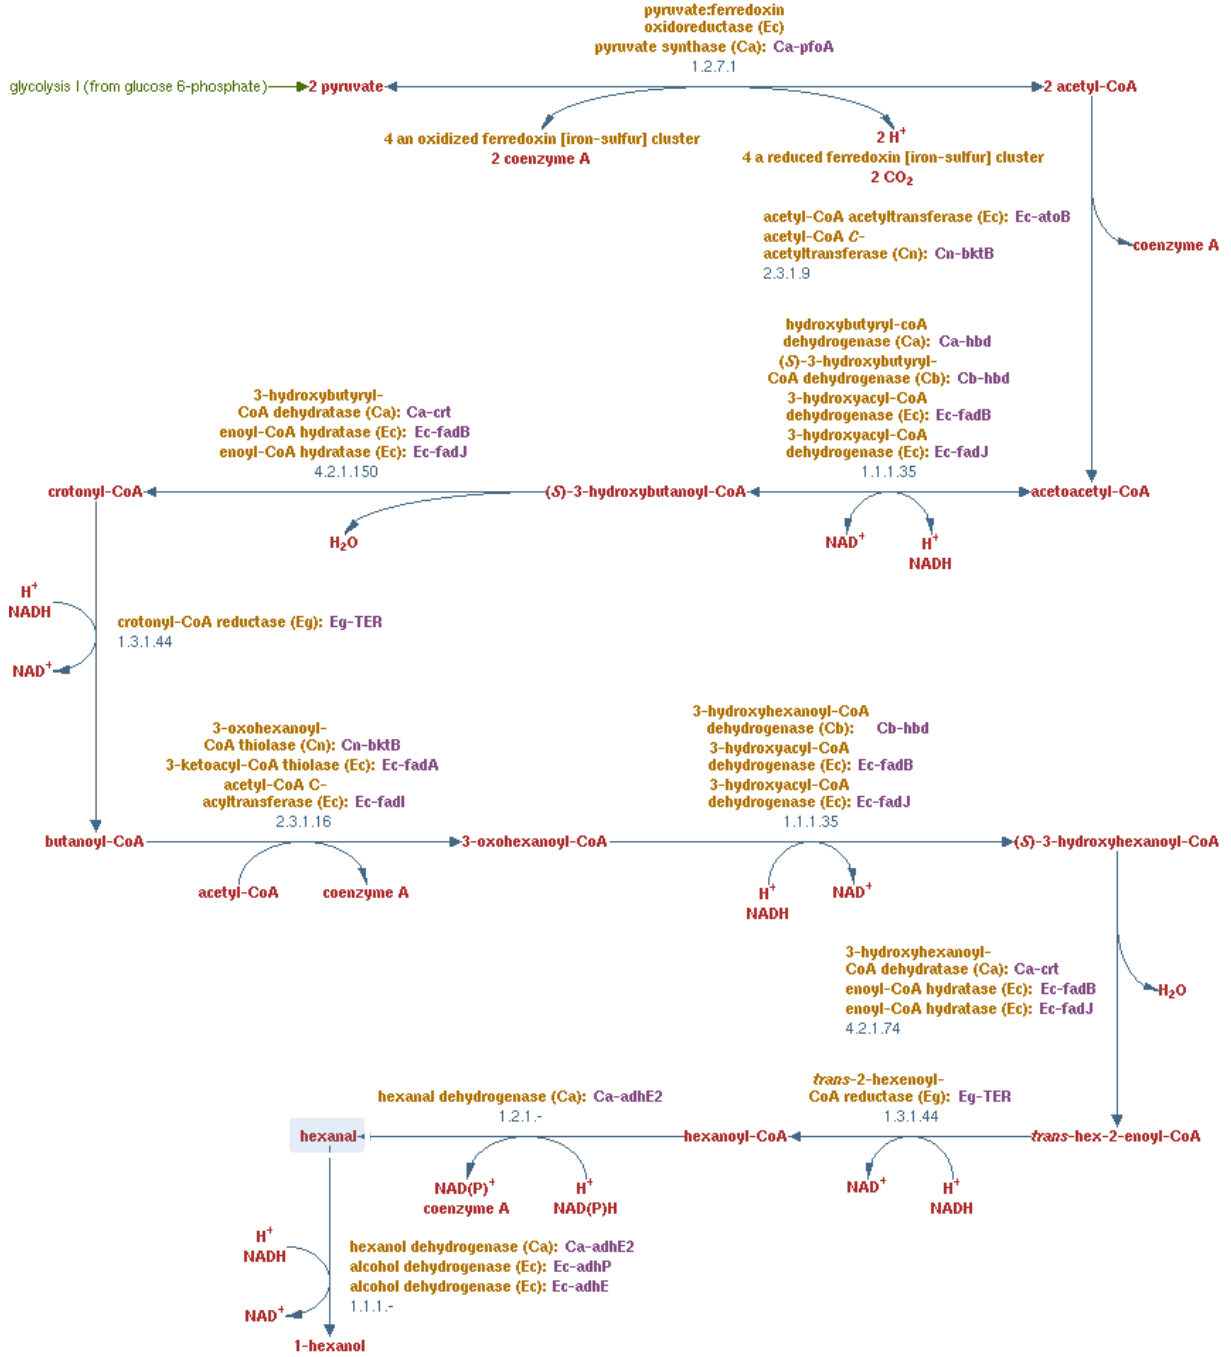 pyruvate:ferredoxin
oxidoreductase (Ec)
pyruvate synthase (Ca): Ca-pfoA
1.2.7.1
glycolysis I (from glucose 6-phosphate)
2 pyruvate
2 acetyl-CoA
4 an oxidized ferredoxin [iron-sulfur] cluster
2 coenzyme A
2 H+
4 a reduced ferredoxin [iron-sulfur] cluster
2 CO2
acetyl-CoA acetyltransferase (Ec): Ec-atoB
acetyl-CoA C-
acetyltransferase (Cn): Cn-bktB
2.3.1.9
coenzyme A
hydroxybutyryl-coA
dehydrogenase (Ca): Ca-hbd
(S)-3-hydroxybutyryl-
CoA dehydrogenase (Cb): Cb-hbd
3-hydroxyacyl-CoA
dehydrogenase (Ec): Ec-fadB
3-hydroxyacyl-CoA
dehydrogenase (Ec): Ec-fadJ
1.1.1.35
3-hydroxybutyryl-
CoA dehydratase (Ca): Ca-crt
enoyl-CoA hydratase (Ec): Ec-fadB
enoyl-CoA hydratase (Ec): Ec-fadJ
4.2.1.150
crotonyl-CoA
(S)-3-hydroxybutanoyl-CoA
acetoacetyl-CoA
H2O
NAD+
H+
NADH
H+
NADH
crotonyl-CoA reductase (Eg): Eg-TER
1.3.1.44
NAD+
3-oxohexanoyl-
CoA thiolase (Cn): Cn-bktB
3-ketoacyl-CoA thiolase (Ec): Ec-fadA
acetyl-CoA C-
acyltransferase (Ec): Ec-fadI
2.3.1.16
3-hydroxyhexanoyl-CoA
dehydrogenase (Cb): Cb-hbd
3-hydroxyacyl-CoA
dehydrogenase (Ec): Ec-fadB
3-hydroxyacyl-CoA
dehydrogenase (Ec): Ec-fadJ
1.1.1.35
butanoyl-CoA
3-oxohexanoyl-CoA
(S)-3-hydroxyhexanoyl-CoA
acetyl-CoA
coenzyme A
H+
NADH
NAD+
3-hydroxyhexanoyl-
CoA dehydratase (Ca): Ca-crt
enoyl-CoA hydratase (Ec): Ec-fadB
enoyl-CoA hydratase (Ec): Ec-fadJ
4.2.1.74
H2O
hexanal dehydrogenase (Ca): Ca-adhE2
1.2.1.-
trans-2-hexenoyl-
CoA reductase (Eg): Eg-TER
1.3.1.44
hexanal
hexanoyl-CoA
trans-hex-2-enoyl-CoA
NAD(P)+
coenzyme A
H+
NAD(P)H
NAD+
H+
NADH
H+
NADH
hexanol dehydrogenase (Ca): Ca-adhE2
alcohol dehydrogenase (Ec): Ec-adhP
alcohol dehydrogenase (Ec): Ec-adhE
1.1.1.-
NAD+
1-hexanol